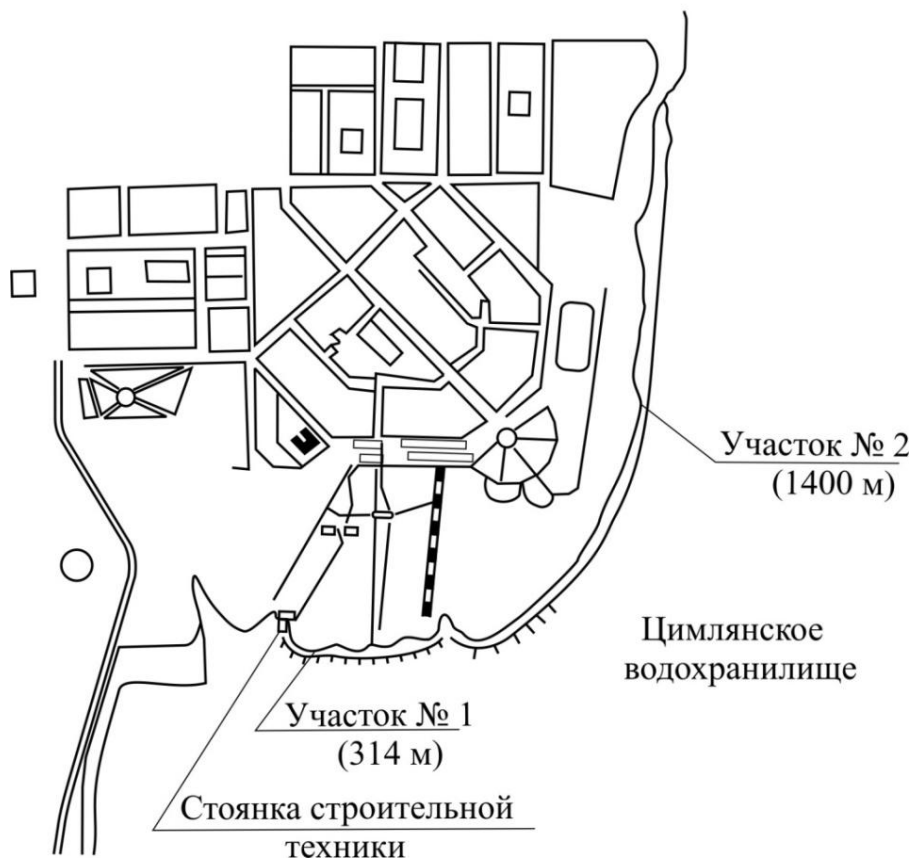 Участок № 2
(1400 м)
Цимлянское
водохранилище
Участок № 1
(314 м)
Стоянка строительной
техники